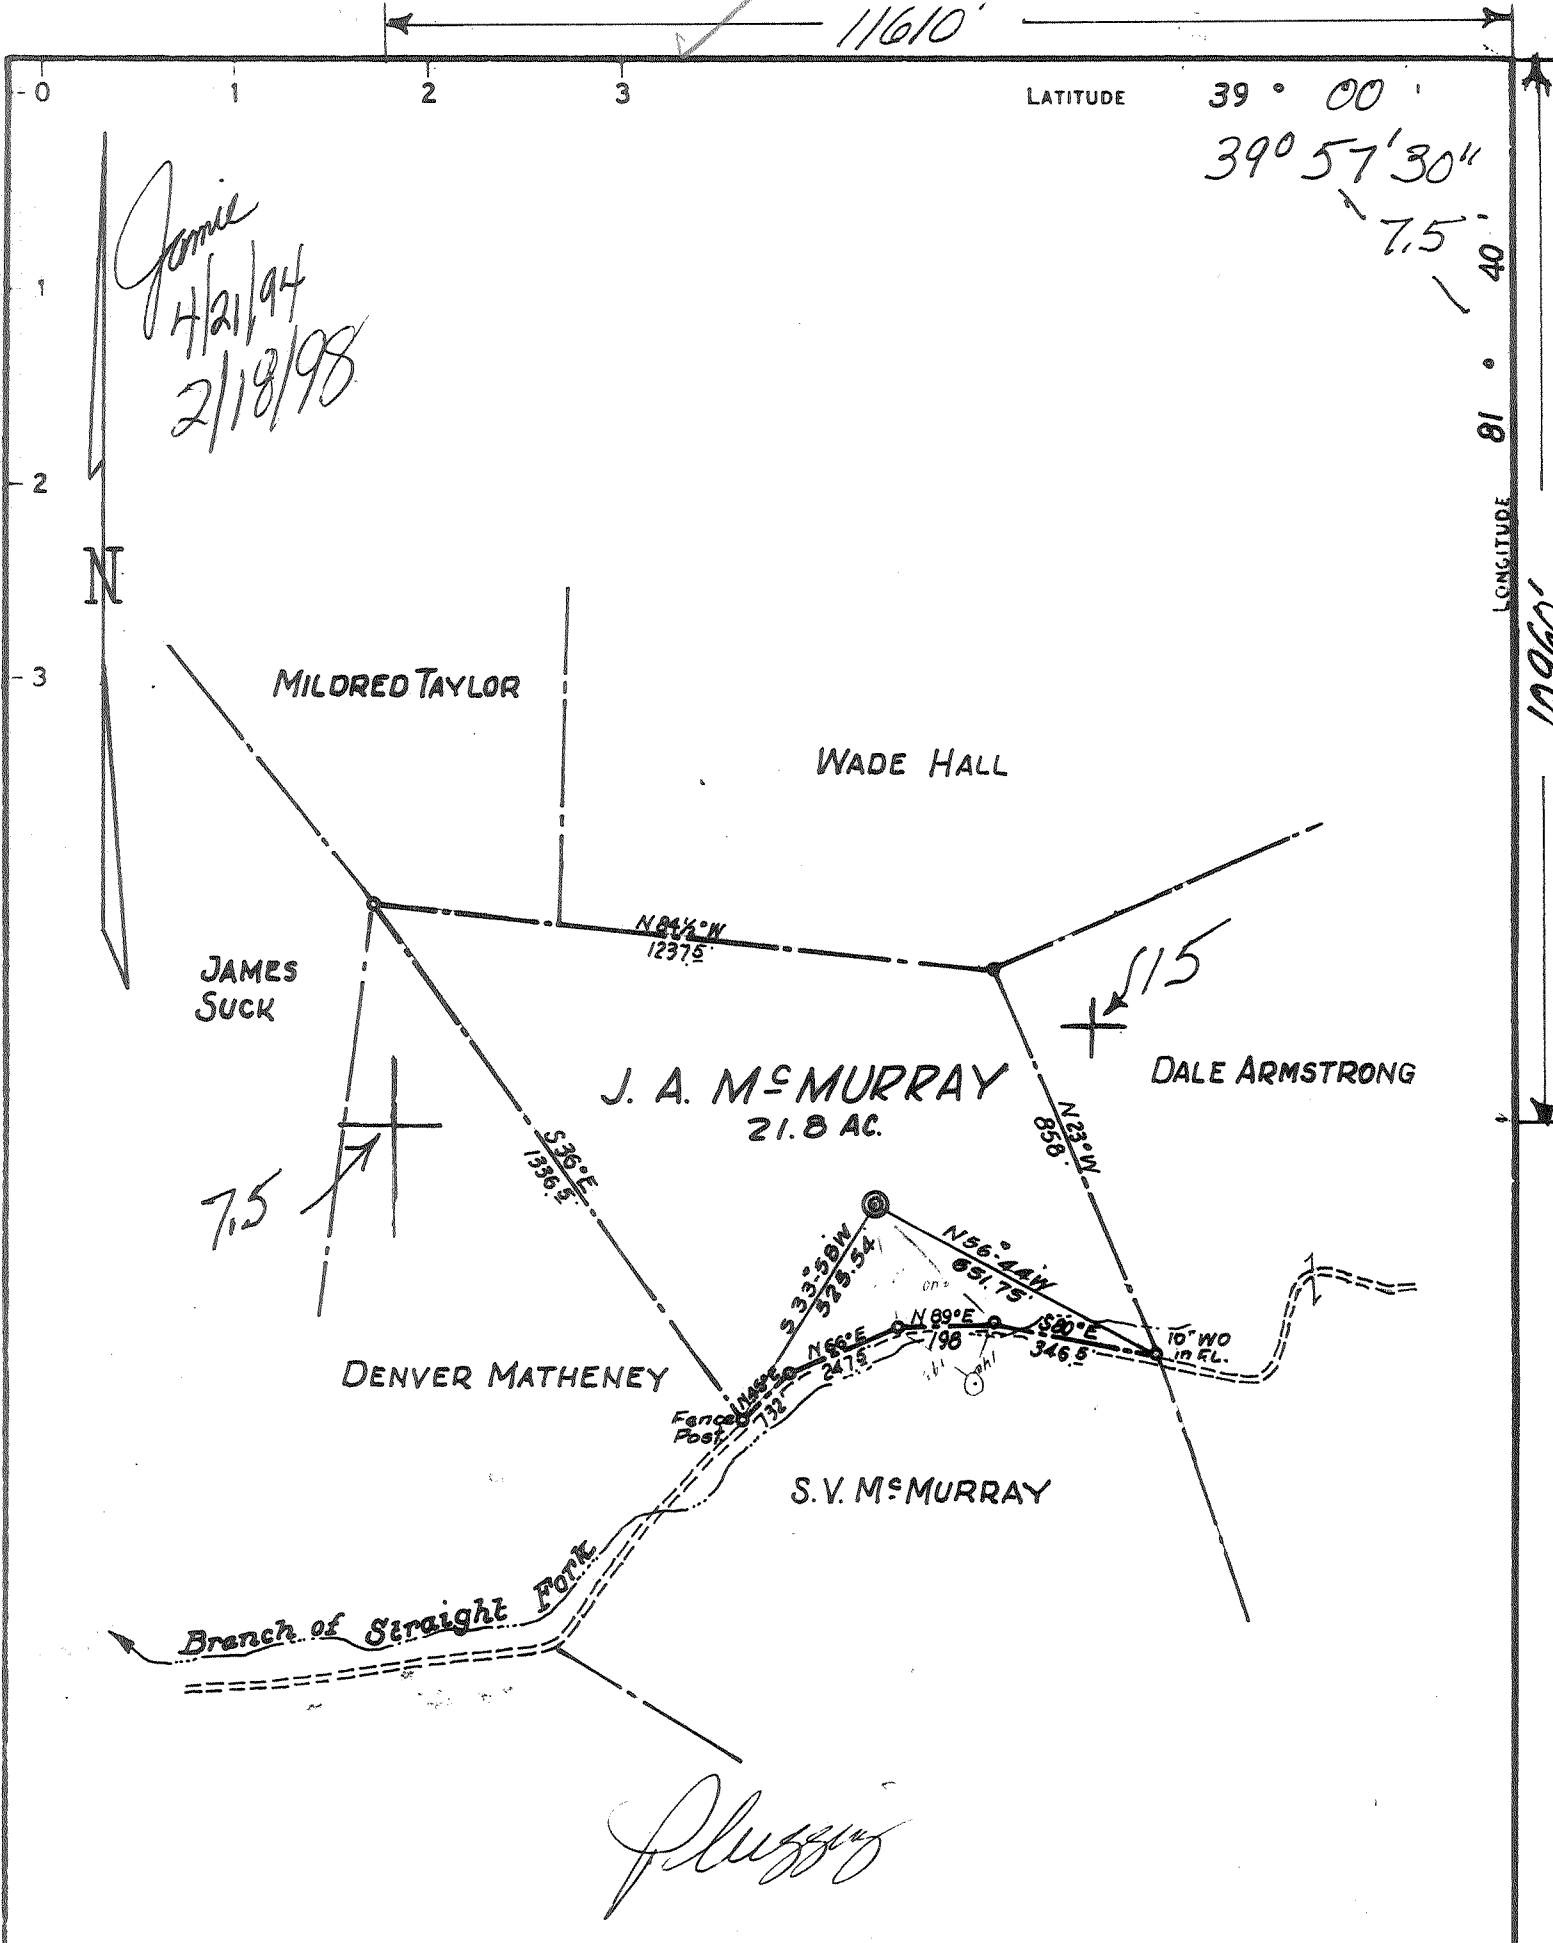 11610'
0 1 2 3
LATITUDE 39 ° 00 '
39° 57' 30"
7.5'
LONGITUDE 81 ° 40
1
2
3
Jamie
4/21/94
2/18/98
N
MILDRED TAYLOR
WADE HALL
N 84½° W
1237.5'
JAMES
SUCK
15
J. A. McMURRAY
21.8 AC.
DALE ARMSTRONG
N 23° W
858'
S 36° E
1336.5'
7.5
S 33°-58' W
525.54'
N 56°-44' W
651.75'
N 46° E
N 66° E
247.5
N 89° E
198
S 80° E
346.5
10" WO
in F.L.
DENVER MATHENEY
Fence
Post
S.V. McMURRAY
Branch of Straight Fork
Plugging